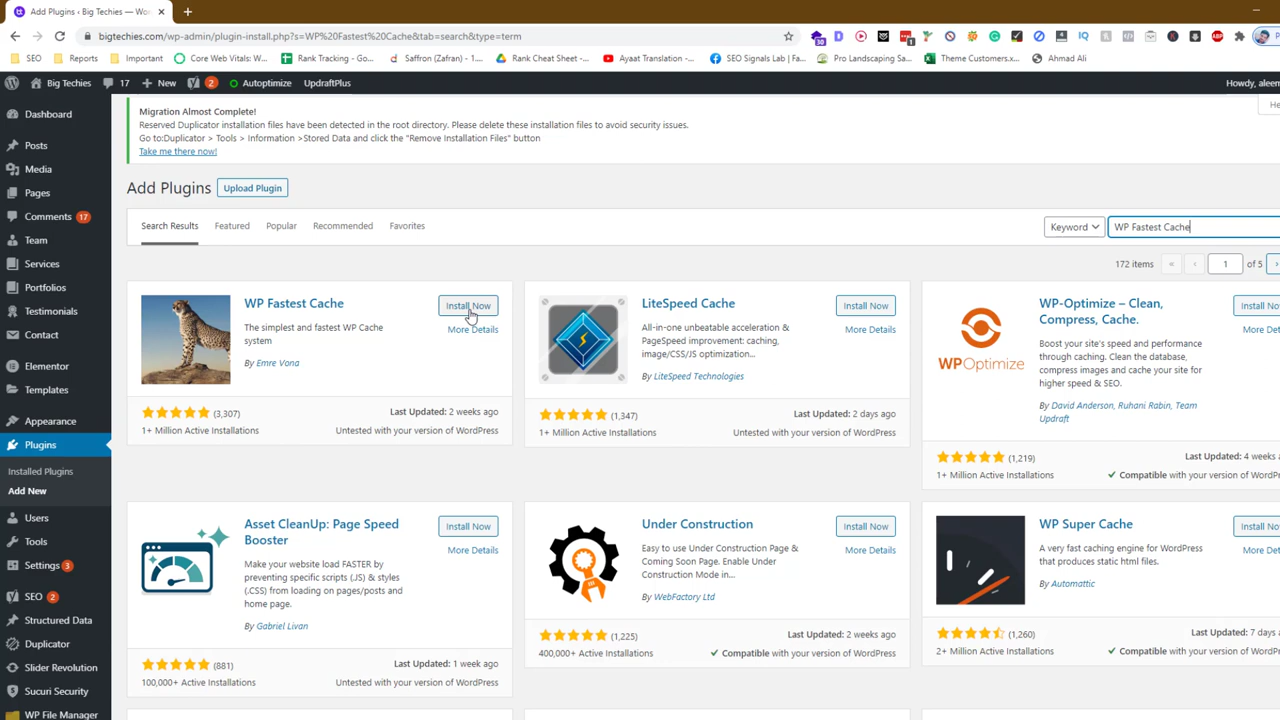 Add Plugins ‹ Big Techies — Wor
bigtechies.com/wp-admin/plugin-install.php?s=WP%20Fastest%20Cache&tab=search&type=term
30
1
SEO
Reports
Important
Core Web Vitals: W...
Rank Tracking - Go...
Saffron (Zafran) - 1...
Rank Cheat Sheet -...
Ayaat Translation -...
SEO Signals Lab | Fa...
Pro Landscaping Sa...
Theme Customers.x...
Ahmad Ali
Big Techies
17
New
2
Autoptimize
UpdraftPlus
Howdy, aleem
Dashboard
Posts
Media
Pages
Comments 17
Team
Services
Portfolios
Testimonials
Contact
Elementor
Templates
Appearance
Plugins
Installed Plugins
Add New
Users
Tools
Settings 3
SEO 2
Structured Data
Duplicator
Slider Revolution
Sucuri Security
WP File Manager
Migration Almost Complete!
Reserved Duplicator installation files have been detected in the root directory. Please delete these installation files to avoid security issues.
Go to:Duplicator > Tools > Information >Stored Data and click the "Remove Installation Files" button
Take me there now!
He
Add Plugins
Upload Plugin
Search Results
Featured
Popular
Recommended
Favorites
Keyword
WP Fastest Cache
172 items
«
‹
1
of 5
›
WP Fastest Cache
Install Now
More Details
The simplest and fastest WP Cache
system
By Emre Vona
(3,307)
Last Updated: 2 weeks ago
1+ Million Active Installations
Untested with your version of WordPress
LiteSpeed Cache
Install Now
More Details
All-in-one unbeatable acceleration &
PageSpeed improvement: caching,
image/CSS/JS optimization...
By LiteSpeed Technologies
(1,347)
Last Updated: 2 days ago
1+ Million Active Installations
Untested with your version of WordPress
WPOptimize
WP-Optimize – Clean,
Compress, Cache.
Install Now
More Det
Boost your site's speed and performance
through caching. Clean the database,
compress images and cache your site for
higher speed & SEO.
By David Anderson, Ruhani Rabin, Team
Updraft
(1,219)
Last Updated: 4 weeks a
1+ Million Active Installations
Compatible with your version of WordPress
Asset CleanUp: Page Speed
Booster
Install Now
More Details
Make your website load FASTER by
preventing specific scripts (.JS) & styles
(.CSS) from loading on pages/posts and
home page.
By Gabriel Livan
(881)
Last Updated: 1 week ago
100,000+ Active Installations
Untested with your version of WordPress
Under Construction
Install Now
More Details
Easy to use Under Construction Page &
Coming Soon Page. Enable Under
Construction Mode in...
By WebFactory Ltd
(1,225)
Last Updated: 2 weeks ago
400,000+ Active Installations
Compatible with your version of WordPress
WP Super Cache
Install Now
More Det
A very fast caching engine for WordPress
that produces static html files.
By Automattic
(1,260)
Last Updated: 7 days a
2+ Million Active Installations
Compatible with your version of WordPress